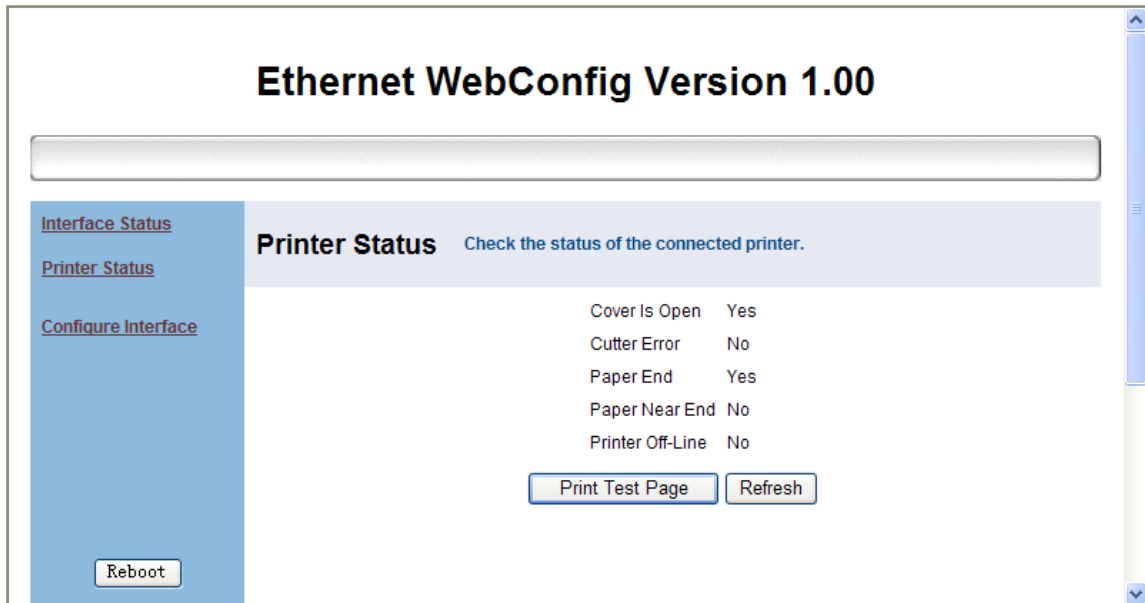 Ethernet WebConfig Version 1.00
Interface Status
Printer Status
Configure Interface
Reboot
Printer Status Check the status of the connected printer.
Cover Is Open Yes
Cutter Error No
Paper End Yes
Paper Near End No
Printer Off-Line No
Print Test Page Refresh